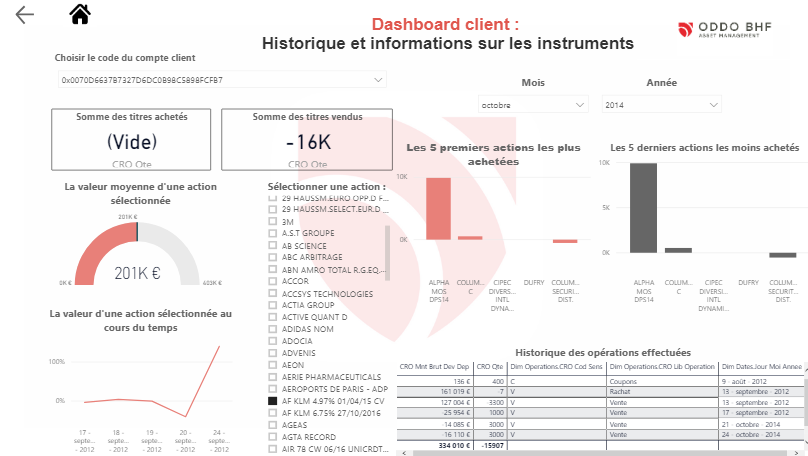 Dashboard client :
Historique et informations sur les instruments
ODDO BHF
ASSET MANAGEMENT
Choisir le code du compte client
0x0070D6637B7327D6DC0B98C5898FCFB7
Mois
Année
octobre
2014
Somme des titres achetés
(Vide)
CRO Qte
Somme des titres vendus
-16K
CRO Qte
La valeur moyenne d'une action
sélectionnée
201K €
201K €
0K €
403K €
La valeur d'une action sélectionnée au
cours du temps
100%
0%
17 -
septe...
- 2012
18 -
septe...
- 2012
19 -
septe...
- 2012
20 -
septe...
- 2012
24 -
septe...
- 2012
Sélectionner une action :
29 HAUSSM.EURO OPP.D F...
29 HAUSSM.SELECT.EUR.D ...
3M
A.S.T GROUPE
AB SCIENCE
ABC ARBITRAGE
ABN AMRO TOTAL R.G.EQ...
ACCOR
ACCSYS TECHNOLOGIES
ACTIA GROUP
ACTIVE QUANT D
ADIDAS NOM
ADOCIA
ADVENIS
AEON
AERIE PHARMACEUTICALS
AEROPORTS DE PARIS - ADP
AF KLM 4.97% 01/04/15 CV
AF KLM 6.75% 27/10/2016
AGEAS
AGTA RECORD
AIR 78 CW 06/16 UNICRDT...
Les 5 premiers actions les plus
achetées
10K
0K
ALPHA
MOS
DPS14
COLUM...
C
CIPEC
DIVERSI...
INTL
DYNA...
DUFRY
COLUM...
SECURI...
DIST.
Les 5 derniers actions les moins achetés
10K
5K
0K
ALPHA
MOS
DPS14
COLUM...
C
CIPEC
DIVERSI...
INTL
DYNAMI...
DUFRY
COLUM...
SECURIT...
DIST.
Historique des opérations effectuées
CRO Mnt Brut Dev Dep CRO Qte Dim Operations.CRO Cod Sens Dim Operations.CRO Lib Operation Dim Dates.Jour Moi Annee
136 € 400 C Coupons 9 - août - 2012
161 019 € -7 Rachat 13 - septembre - 2012
127 004 € -3300 V Vente 13 - septembre - 2012
-25 954 € 1000 V Vente 17 - septembre - 2012
-14 085 € 3000 V Vente 21 - octobre - 2014
-16 110 € 3000 V Vente 24 - octobre - 2014
334 010 € -15907